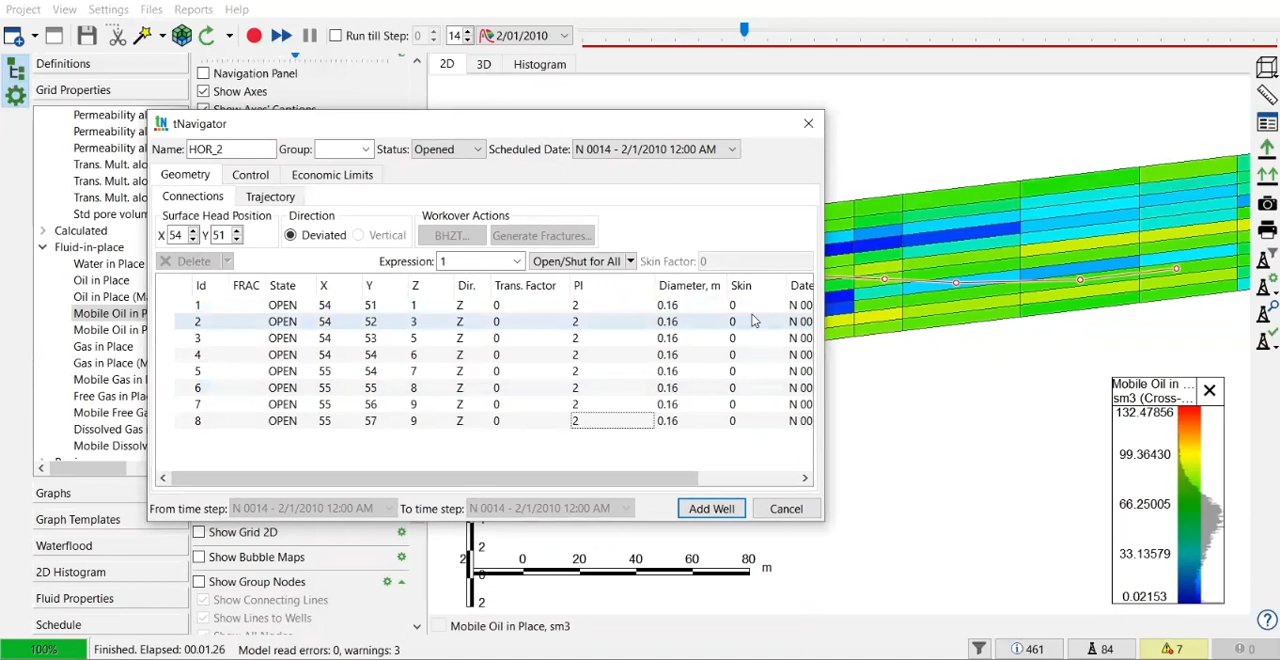 Project View Settings Files Reports Help
Run till Step: 0 14 2/01/2010
Definitions
Grid Properties
Permeability al
Permeability al
Permeability al
Trans. Mult. alo
Trans. Mult. alo
Trans. Mult. alo
Std pore volum
Calculated
Fluid-in-place
Water in Place
Oil in Place
Oil in Place (Ma
Mobile Oil in P
Mobile Oil in P
Gas in Place
Mobile Gas in P
Free Gas in Plac
Mobile Free Ga
Dissolved Gas i
Mobile Dissolv
Graphs
Graph Templates
Waterflood
2D Histogram
Fluid Properties
Schedule
Navigation Panel
Show Axes
Show Axes' Captions
2D 3D Histogram
tNavigator
Name: HOR_2 Group: Status: Opened Scheduled Date: N 0014 - 2/1/2010 12:00 AM
Geometry Control Economic Limits
Connections Trajectory
Surface Head Position Direction Workover Actions
X 54 Y 51 Deviated Vertical BHZT... Generate Fractures...
Delete Expression: 1 Open/Shut for All Skin Factor: 0
Id FRAC State X Y Z Dir. Trans. Factor PI Diameter, m Skin Date
1 OPEN 54 51 1 Z 0 2 0.16 0 N 00
2 OPEN 54 52 3 Z 0 2 0.16 0 N 00
3 OPEN 54 53 5 Z 0 2 0.16 0 N 00
4 OPEN 54 54 6 Z 0 2 0.16 0 N 00
5 OPEN 55 54 7 Z 0 2 0.16 0 N 00
6 OPEN 55 55 8 Z 0 2 0.16 0 N 00
7 OPEN 55 56 9 Z 0 2 0.16 0 N 00
8 OPEN 55 57 9 Z 0 2 0.16 0 N 00
From time step: N 0014 - 2/1/2010 12:00 AM To time step: N 0014 - 2/1/2010 12:00 AM Add Well Cancel
Show Grid 2D
Show Bubble Maps
Show Group Nodes
Show Connecting Lines
Show Lines to Wells
2
2
2
0 20 40 60 80 m
Mobile Oil in Place, sm3
Mobile Oil in ...
sm3 (Cross-...
132.47856
99.36430
66.25005
33.13579
0.02153
100% Finished. Elapsed: 00.01.26 Model read errors: 0, warnings: 3 461 84 7 0